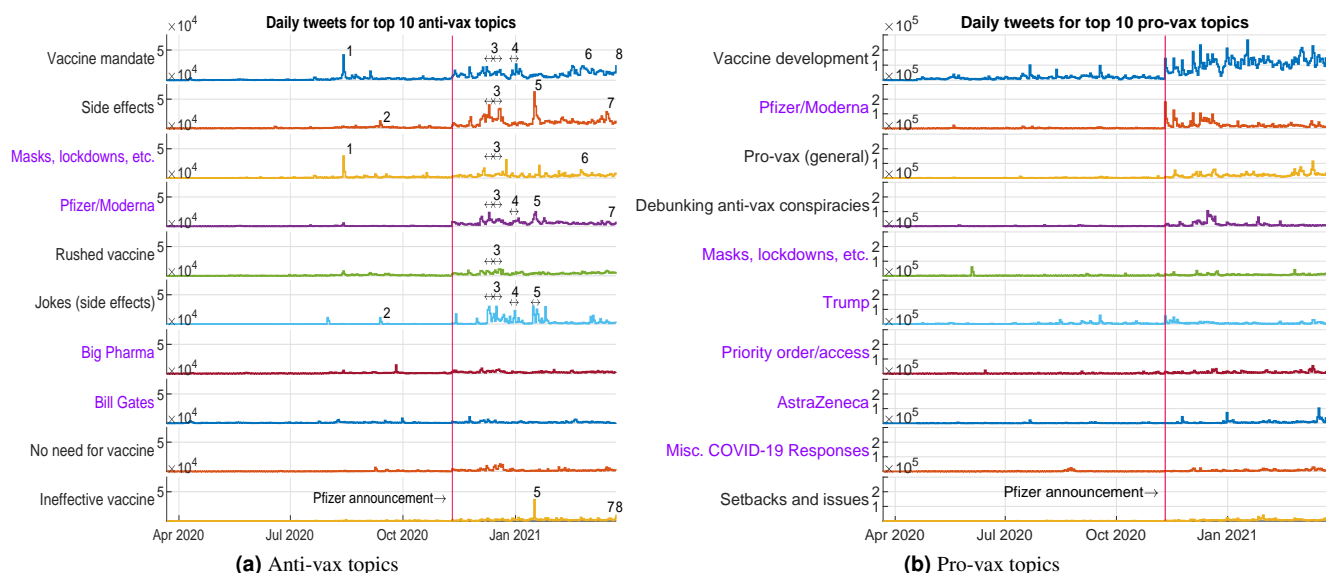 Daily tweets for top 10 anti-vax topics
×10^4
Vaccine mandate
5
1
3
4
6
8
×10^4
Side effects
5
2
3
5
7
×10^4
Masks, lockdowns, etc.
5
1
3
6
×10^4
Pfizer/Moderna
5
3
4
5
7
×10^4
Rushed vaccine
5
3
×10^4
Jokes (side effects)
5
2
3
4
5
×10^4
Big Pharma
5
×10^4
Bill Gates
5
×10^4
No need for vaccine
5
×10^4
Ineffective vaccine
5
Pfizer announcement→
5
78
Apr 2020 Jul 2020 Oct 2020 Jan 2021
(a) Anti-vax topics
Daily tweets for top 10 pro-vax topics
×10^5
Vaccine development
2
1
×10^5
Pfizer/Moderna
2
1
×10^5
Pro-vax (general)
2
1
×10^5
Debunking anti-vax conspiracies
2
1
×10^5
Masks, lockdowns, etc.
2
1
×10^5
Trump
2
1
×10^5
Priority order/access
2
1
×10^5
AstraZeneca
2
1
×10^5
Misc. COVID-19 Responses
2
1
×10^5
Setbacks and issues
2
1
Pfizer announcement→
Apr 2020 Jul 2020 Oct 2020 Jan 2021
(b) Pro-vax topics